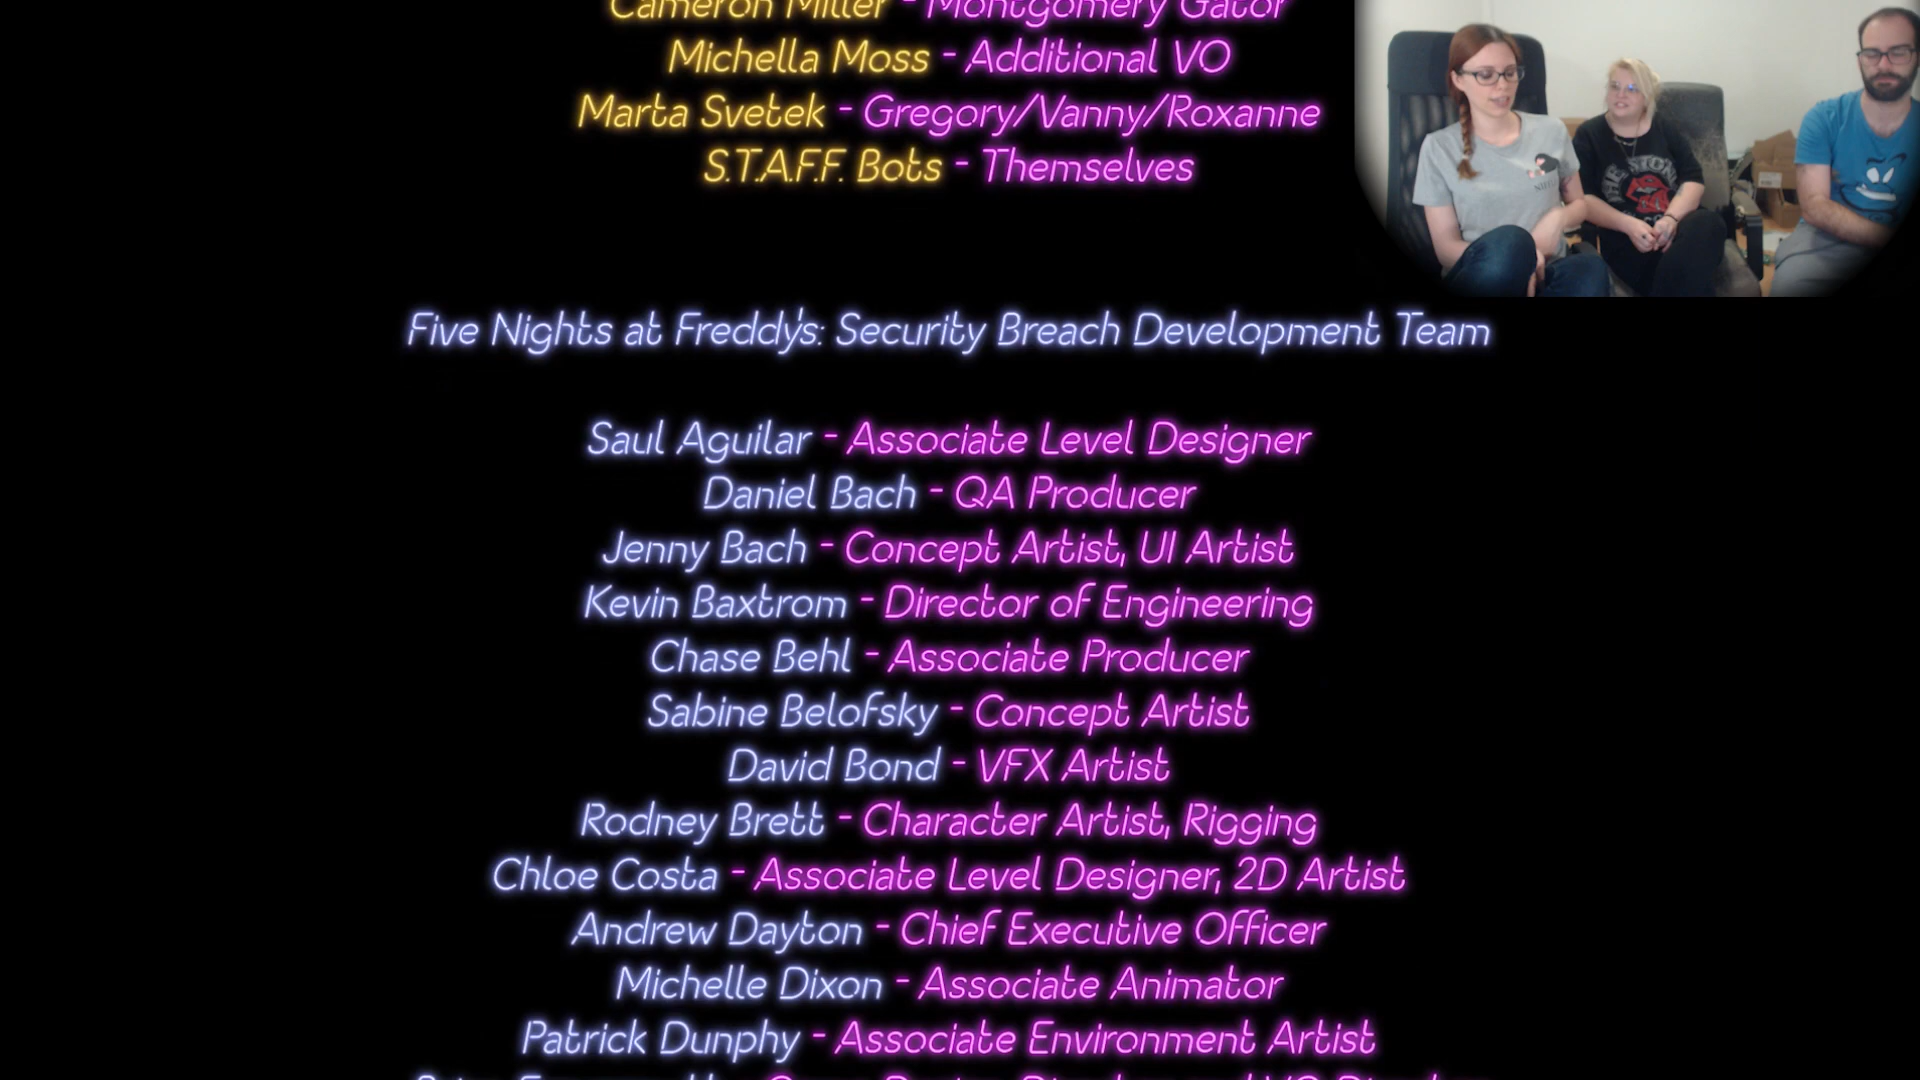 Cameron Miller - Montgomery Gator
Michella Moss - Additional VO
Marta Svetek - Gregory/Vanny/Roxanne
S.T.A.F.F. Bots - Themselves
Five Nights at Freddy's: Security Breach Development Team
Saul Aguilar - Associate Level Designer
Daniel Bach - QA Producer
Jenny Bach - Concept Artist, UI Artist
Kevin Baxtrom - Director of Engineering
Chase Behl - Associate Producer
Sabine Belofsky - Concept Artist
David Bond - VFX Artist
Rodney Brett - Character Artist, Rigging
Chloe Costa - Associate Level Designer, 2D Artist
Andrew Dayton - Chief Executive Officer
Michelle Dixon - Associate Animator
Patrick Dunphy - Associate Environment Artist